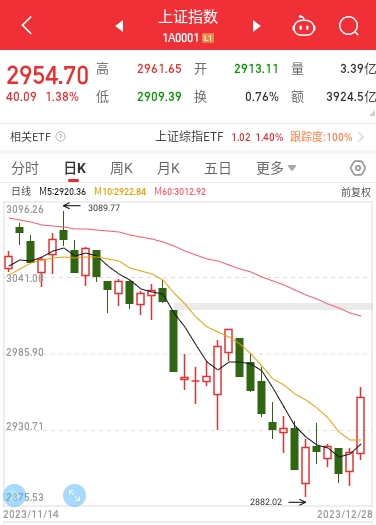 上证指数
1A0001 L1
2954.70 高 2961.65 开 2913.11 量 3.39亿
40.09 1.38% 低 2909.39 换 0.76% 额 3924.5亿
相关ETF ? 上证综指ETF 1.02 1.40% 跟踪度:100%
分时 日K 周K 月K 五日 更多
日线 M5:2920.36 M10:2922.84 M60:3012.92 前复权
3096.26
3089.77
3041.08
2985.90
2930.71
2875.53
2882.02
2023/11/14 2023/12/28